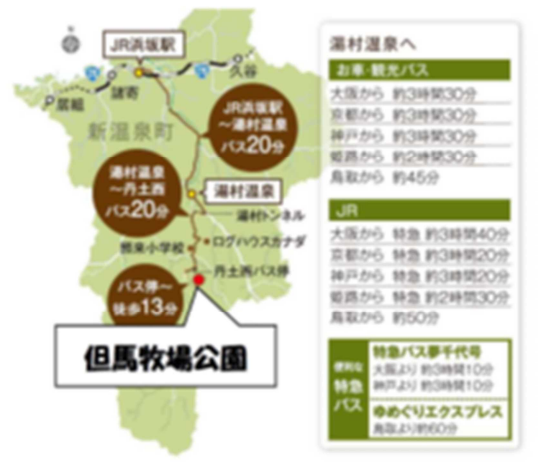 N
JR浜坂駅
久谷
諸寄
居組
新温泉町
JR浜坂駅
～湯村温泉
バス20分
湯村温泉
～丹土西
バス20分
湯村温泉
湯村トンネル
ログハウスカナダ
照来小学校
丹土西バス停
バス停～
徒歩13分
但馬牧場公園
湯村温泉へ
お車・観光バス
大阪から 約3時間30分
京都から 約3時間30分
神戸から 約3時間30分
姫路から 約2時間30分
鳥取から 約45分
JR
大阪から 特急 約3時間40分
京都から 特急 約3時間20分
神戸から 特急 約3時間20分
姫路から 特急 約2時間30分
鳥取から 約50分
便利な
特急
バス
特急バス夢千代号
大阪より 約3時間10分
神戸より 約3時間10分
ゆめぐりエクスプレス
鳥取より約60分